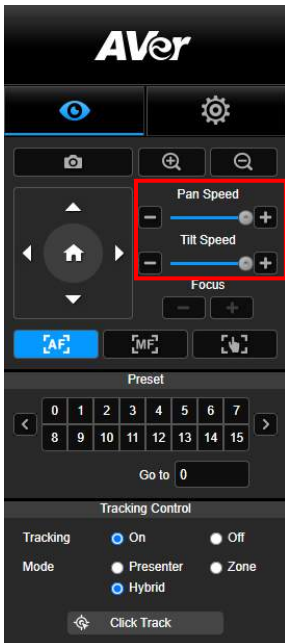 AVer
Pan Speed
Tilt Speed
Focus
[AF] [MF]
Preset
0 1 2 3 4 5 6 7
8 9 10 11 12 13 14 15
Go to 0
Tracking Control
Tracking On Off
Mode Presenter Zone
Hybrid
Click Track